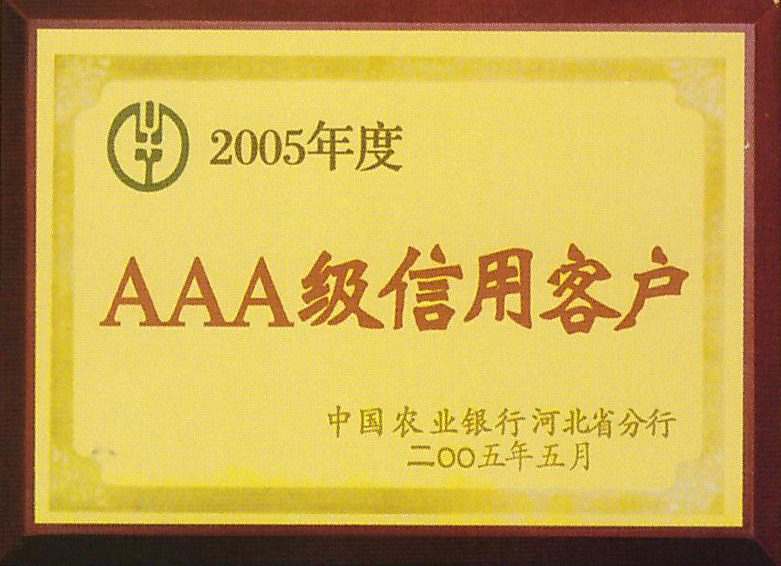 2005年度
AAA级信用客户
中国农业银行河北省分行
二〇〇五年五月